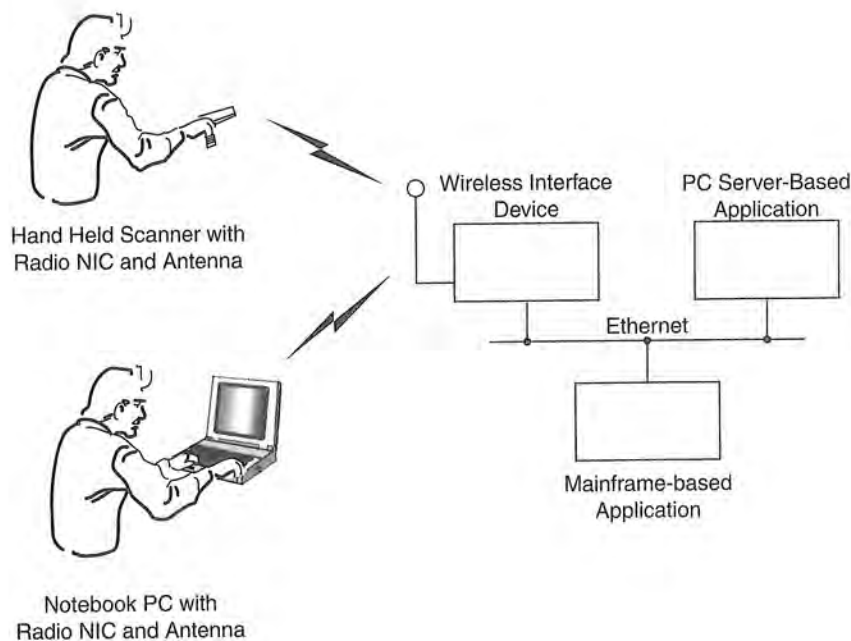 Hand Held Scanner with
Radio NIC and Antenna
Wireless Interface
Device
PC Server-Based
Application
Ethernet
Mainframe-based
Application
Notebook PC with
Radio NIC and Antenna